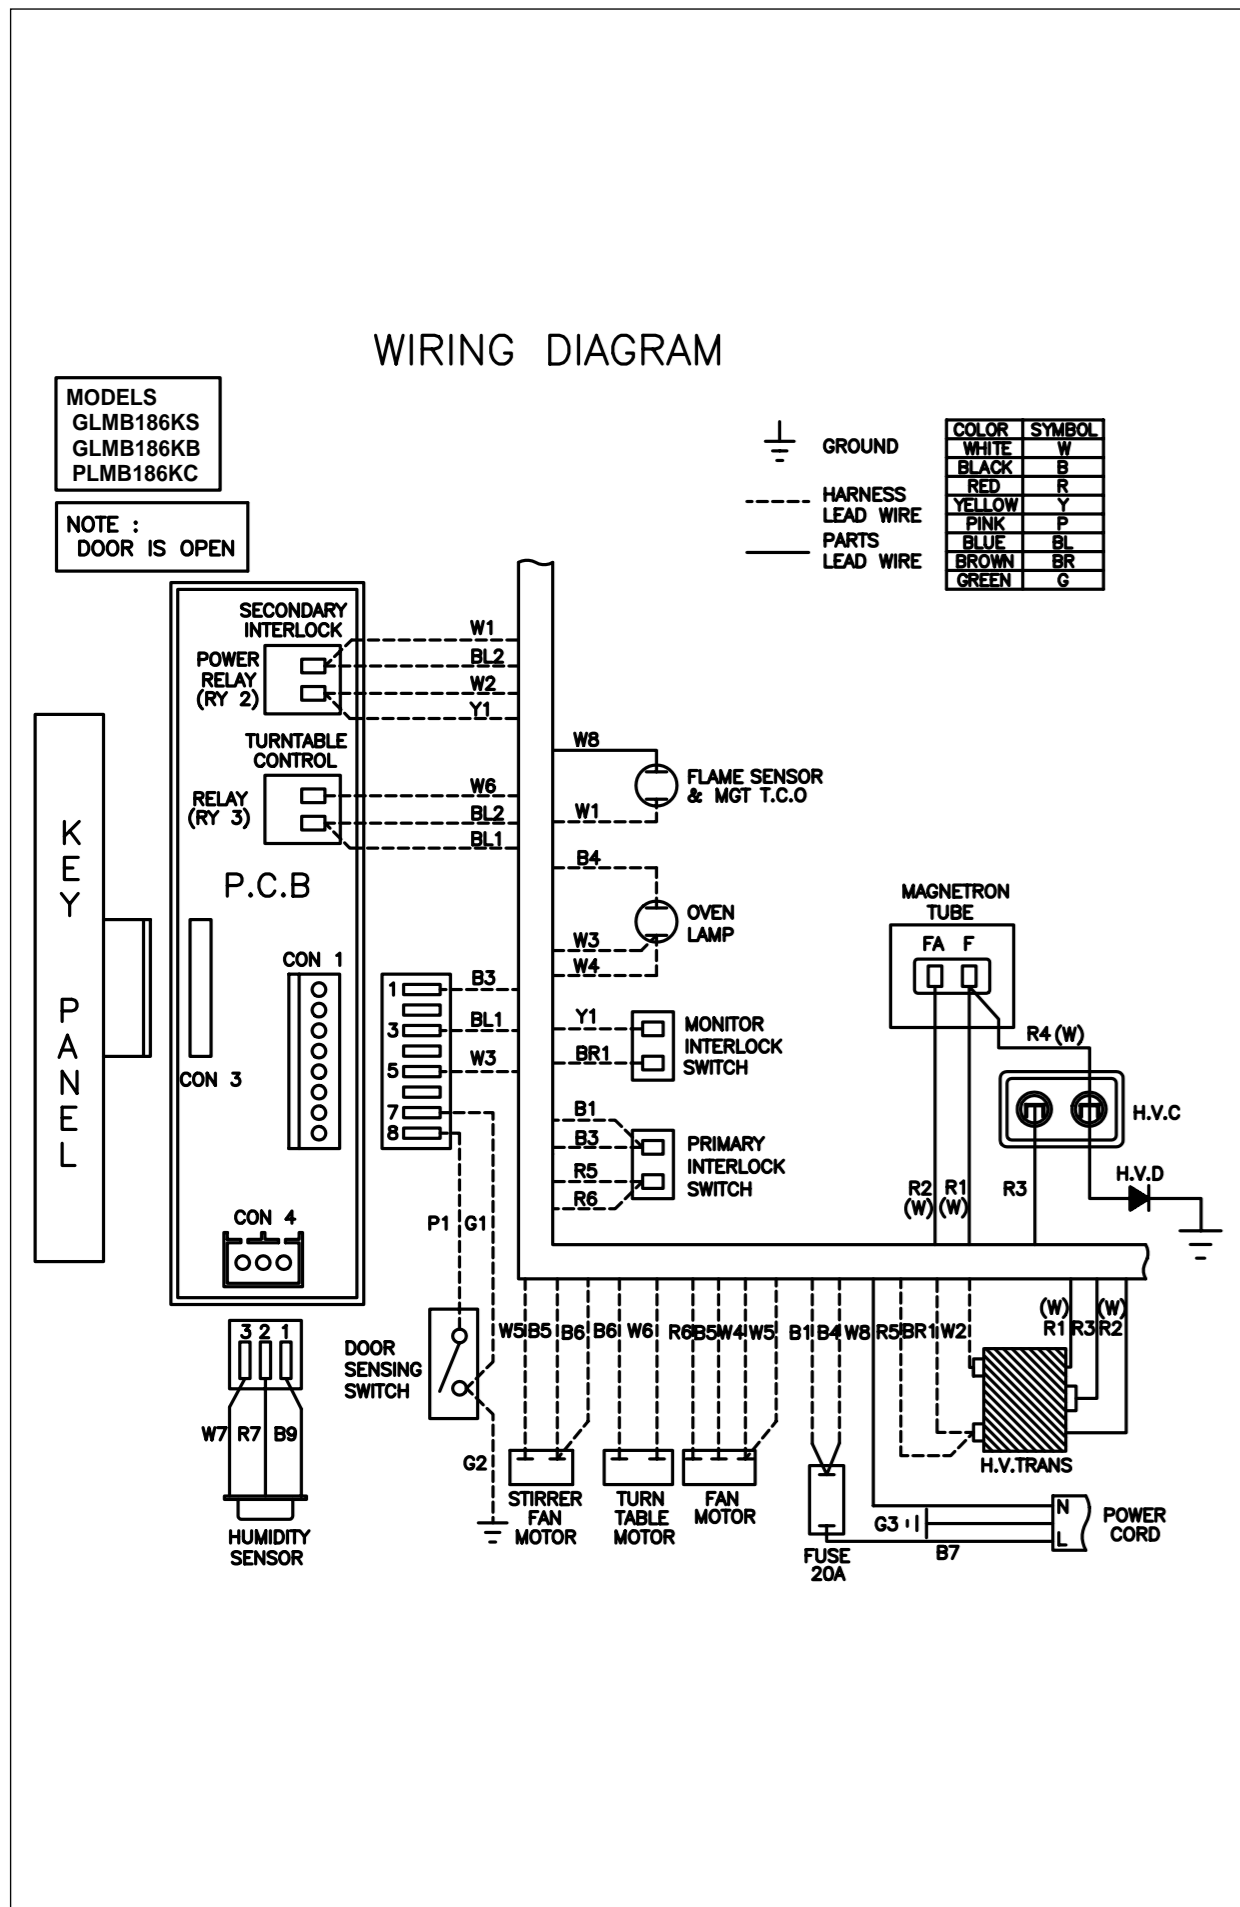 WIRING DIAGRAM
MODELS
GLMB186KS
GLMB186KB
PLMB186KC
NOTE :
DOOR IS OPEN
GROUND
HARNESS
LEAD WIRE
PARTS
LEAD WIRE
COLOR SYMBOL
WHITE W
BLACK B
RED R
YELLOW Y
PINK P
BLUE BL
BROWN BR
GREEN G
KEY PANEL
SECONDARY
INTERLOCK
POWER
RELAY
(RY 2)
TURNTABLE
CONTROL
RELAY
(RY 3)
P.C.B
CON 1
CON 3
CON 4
W1
BL2
W2
Y1
W6
BL2
BL1
1
3
5
7
8
B3
BL1
W3
P1 G1
3 2 1
W7 R7 B9
HUMIDITY
SENSOR
DOOR
SENSING
SWITCH
G2
W8
W1
FLAME SENSOR
& MGT T.C.O
B4
W3
W4
OVEN
LAMP
Y1
BR1
MONITOR
INTERLOCK
SWITCH
B1
B3
R5
R6
PRIMARY
INTERLOCK
SWITCH
MAGNETRON
TUBE
FA F
R4 (W)
H.V.C
H.V.D
R2
(W)
R1
(W)
R3
W5 B5 B6 B6 W6 R6 B5 W4 W5 B1 B4 W8 R5 BR1 W2
(W) (W)
R1 R3 R2
H.V.TRANS
STIRRER
FAN
MOTOR
TURN
TABLE
MOTOR
FAN
MOTOR
FUSE
20A
G3
B7
N
L
POWER
CORD